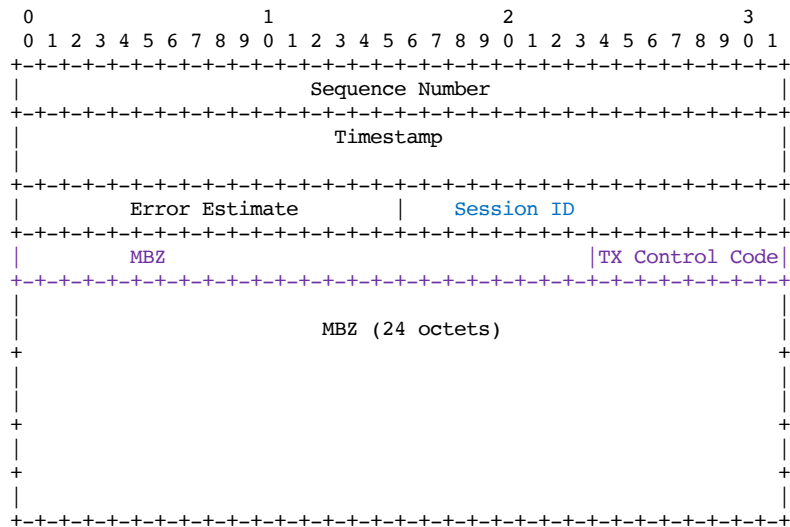 0                   1                   2                   3
 0 1 2 3 4 5 6 7 8 9 0 1 2 3 4 5 6 7 8 9 0 1 2 3 4 5 6 7 8 9 0 1
+-+-+-+-+-+-+-+-+-+-+-+-+-+-+-+-+-+-+-+-+-+-+-+-+-+-+-+-+-+-+-+-+
|                        Sequence Number                        |
+-+-+-+-+-+-+-+-+-+-+-+-+-+-+-+-+-+-+-+-+-+-+-+-+-+-+-+-+-+-+-+-+
|                          Timestamp                            |
|                                                               |
+-+-+-+-+-+-+-+-+-+-+-+-+-+-+-+-+-+-+-+-+-+-+-+-+-+-+-+-+-+-+-+-+
|         Error Estimate        |    Session ID                 |
+-+-+-+-+-+-+-+-+-+-+-+-+-+-+-+-+-+-+-+-+-+-+-+-+-+-+-+-+-+-+-+-+
|         MBZ                                   |TX Control Code|
+-+-+-+-+-+-+-+-+-+-+-+-+-+-+-+-+-+-+-+-+-+-+-+-+-+-+-+-+-+-+-+-+
|                                                               |
|                         MBZ (24 octets)                       |
+                                                               +
|                                                               |
|                                                               |
+                                                               +
|                                                               |
+                                                               +
|                                                               |
+-+-+-+-+-+-+-+-+-+-+-+-+-+-+-+-+-+-+-+-+-+-+-+-+-+-+-+-+-+-+-+-+